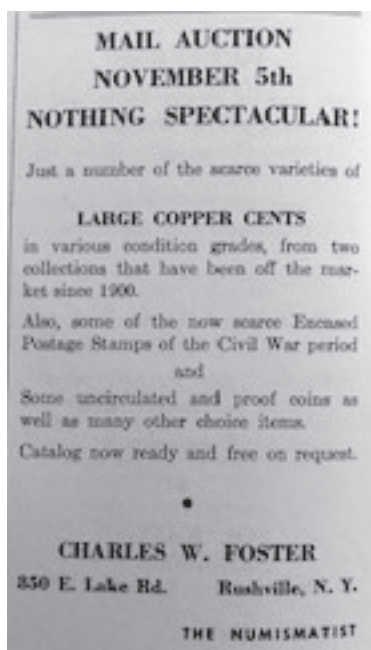 MAIL AUCTION
NOVEMBER 5th
NOTHING SPECTACULAR!
Just a number of the scarce varieties of
LARGE COPPER CENTS
in various condition grades, from two
collections that have been off the mar-
ket since 1900.
Also, some of the now scarce Encased
Postage Stamps of the Civil War period
and
Some uncirculated and proof coins as
well as many other choice items.
Catalog now ready and free on request.
CHARLES W. FOSTER
350 E. Lake Rd. Rushville, N. Y.
THE NUMISMATIST